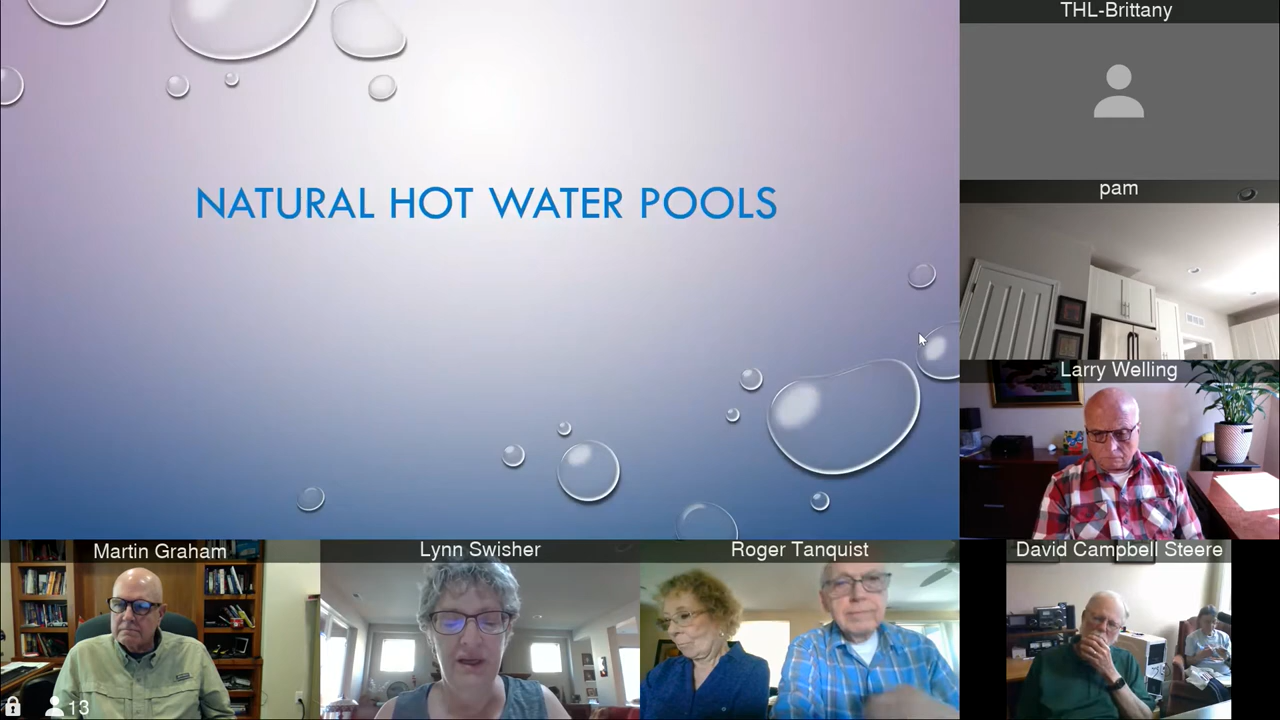 THL-Brittany
NATURAL HOT WATER POOLS
pam
Larry Welling
Martin Graham
Lynn Swisher
Roger Tanquist
David Campbell Steere
13